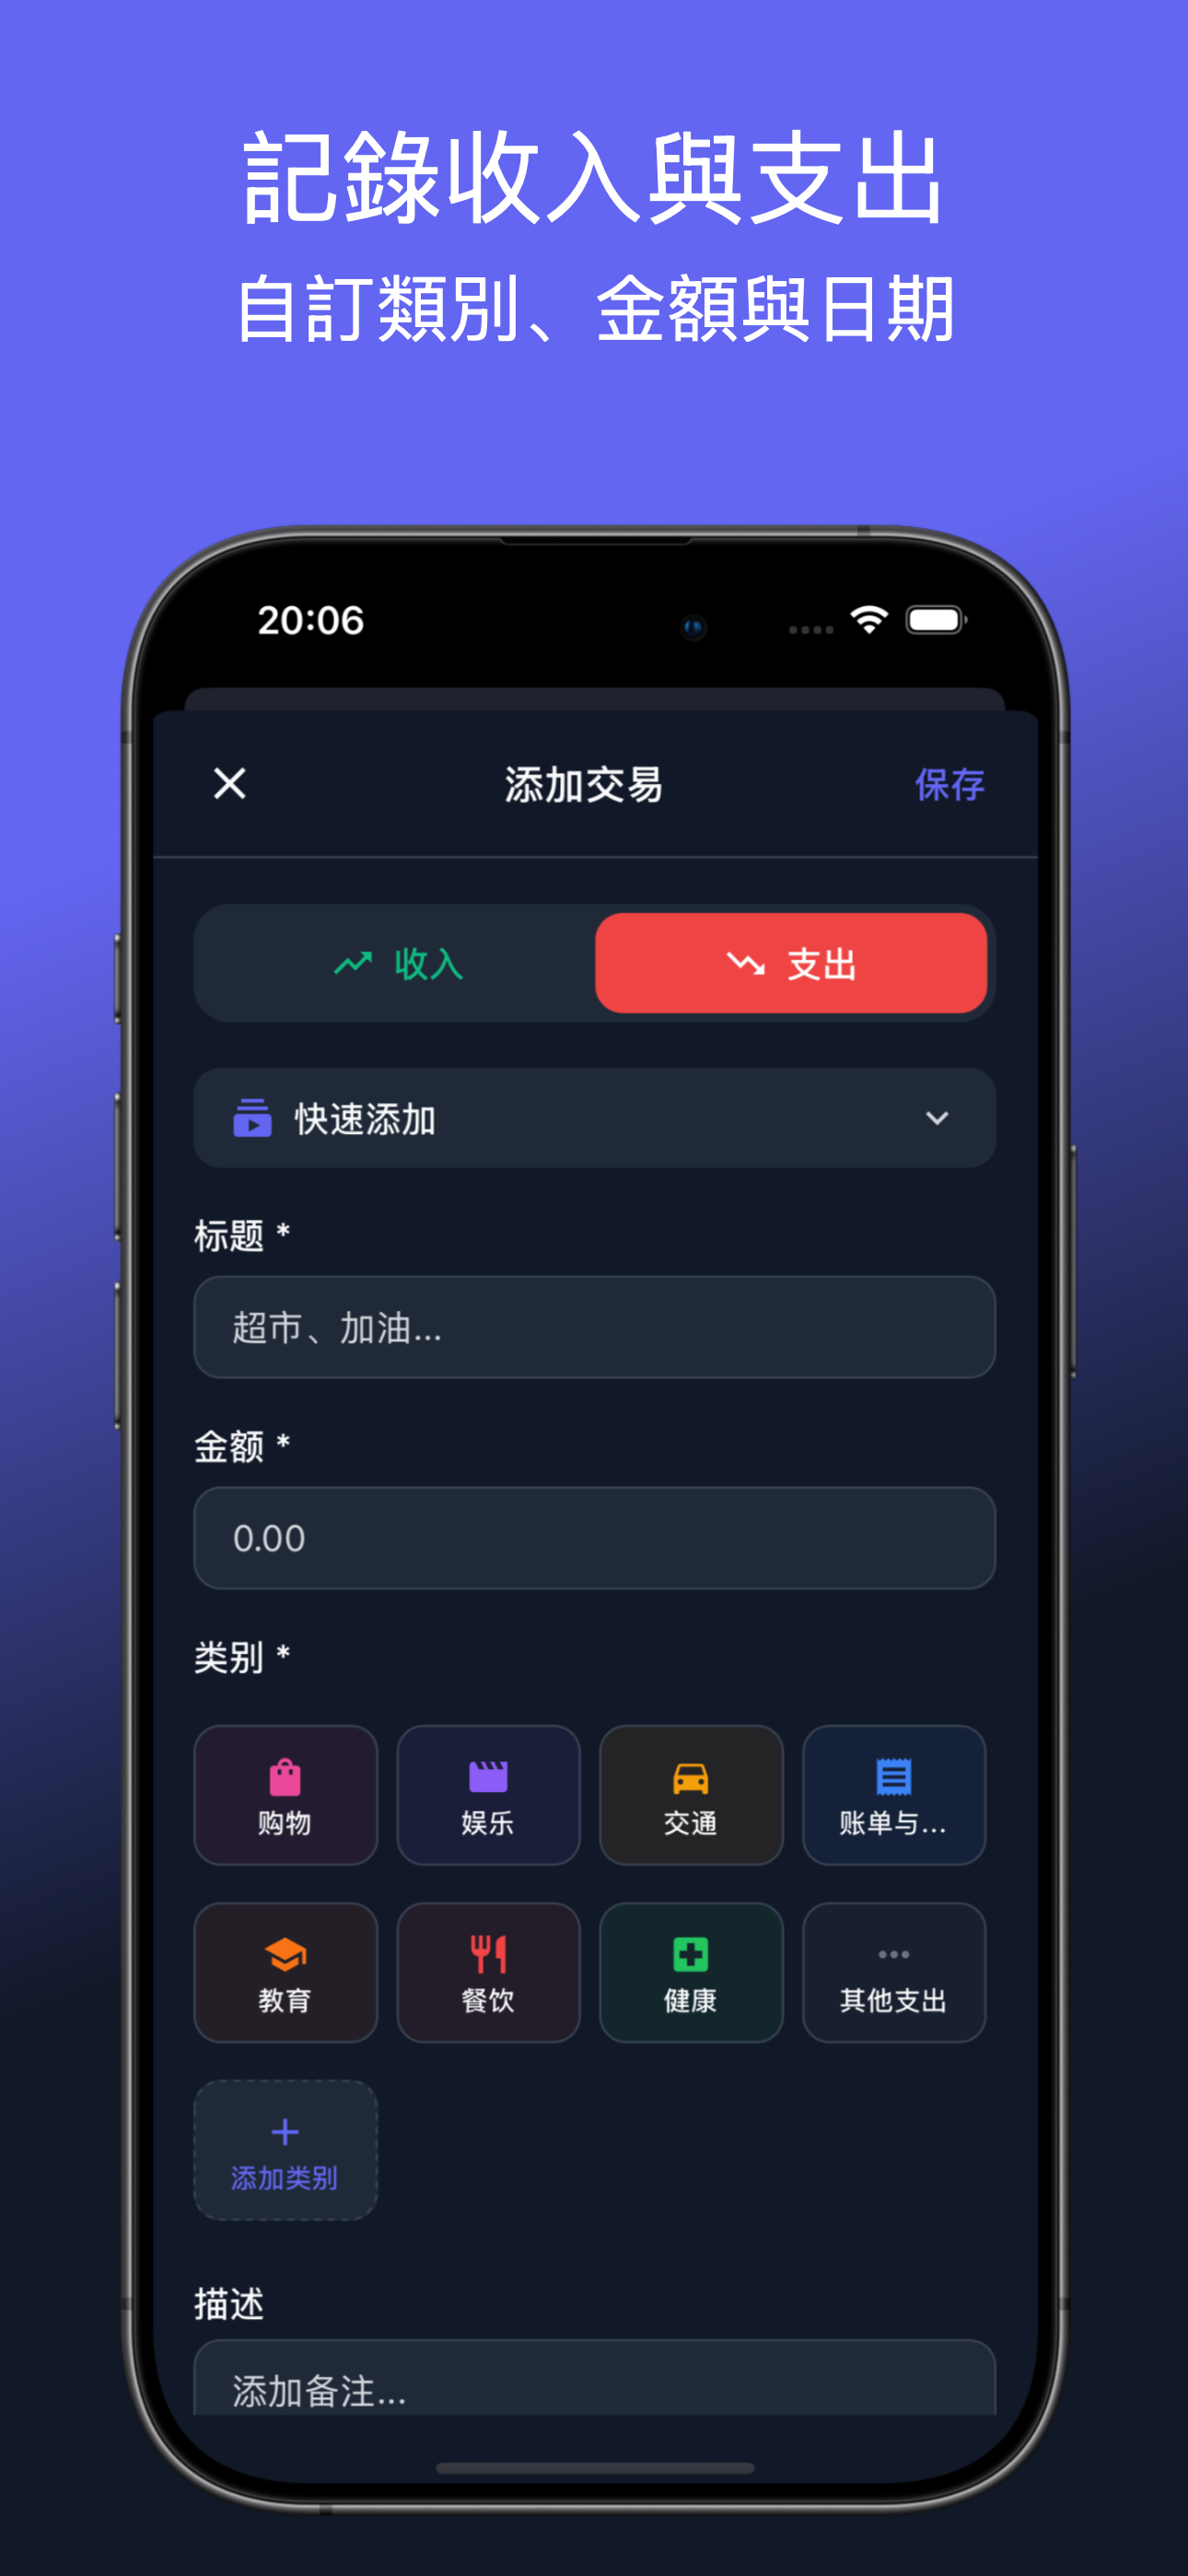 記錄收入與支出
自訂類別、金額與日期
20:06
添加交易
保存
收入
支出
快速添加
标题 *
超市、加油...
金额 *
0.00
类别 *
购物
娱乐
交通
账单与...
教育
餐饮
健康
其他支出
添加类别
描述
添加备注...